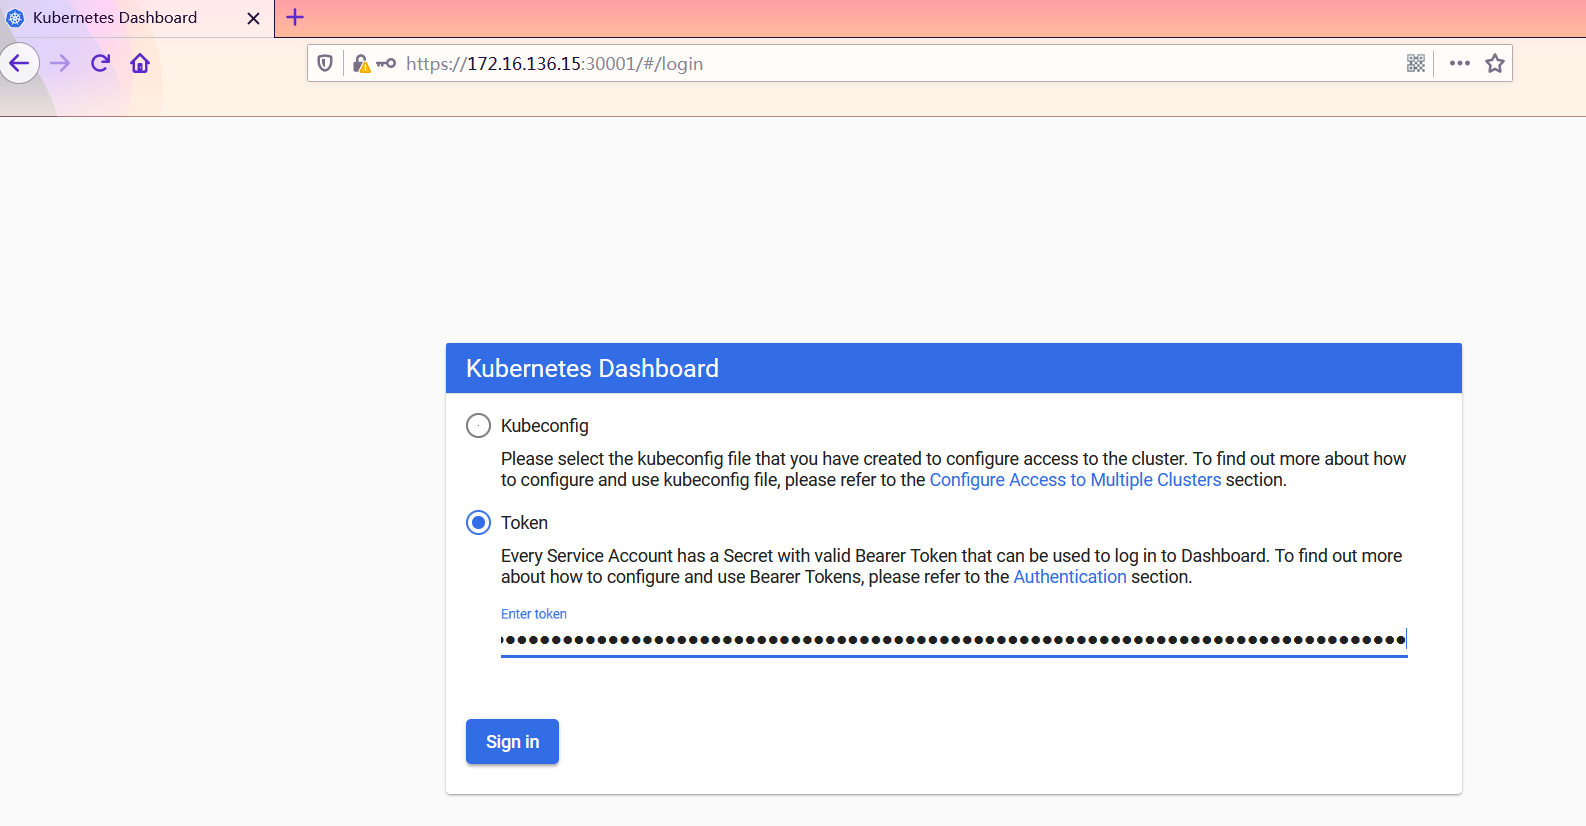 Kubernetes Dashboard
https://172.16.136.15:30001/#/login
Kubernetes Dashboard
Kubeconfig
Please select the kubeconfig file that you have created to configure access to the cluster. To find out more about how
to configure and use kubeconfig file, please refer to the Configure Access to Multiple Clusters section.
Token
Every Service Account has a Secret with valid Bearer Token that can be used to log in to Dashboard. To find out more
about how to configure and use Bearer Tokens, please refer to the Authentication section.
Enter token
Sign in